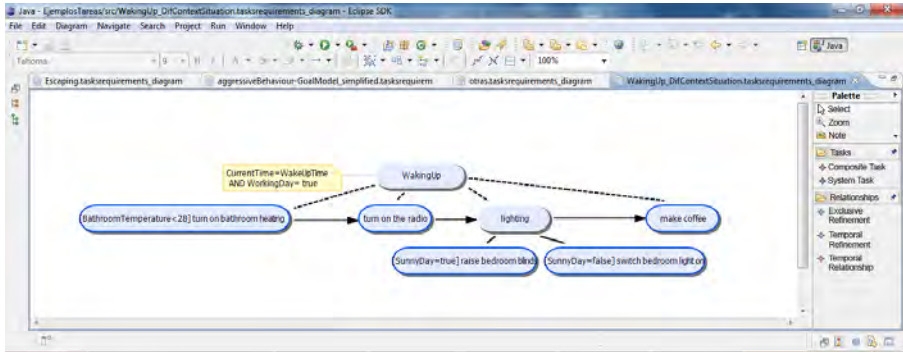 Java - EjemplosTareas/src/WakingUp_DifContextSituation.tasksrequirements_diagram - Eclipse SDK
File Edit Diagram Navigate Search Project Run Window Help
Java
Tahoma 9 B I A 100%
Escaping.tasksrequirements_diagram aggressiveBehaviour-GoalModel_simplified.tasksrequirem otras.tasksrequirements_diagram WakingUp_DifContextSituation.tasksrequirements_diagram
Palette
Select
Zoom
Note
Tasks
Composite Task
System Task
Relationships
Exclusive
Refinement
Temporal
Refinement
Temporal
Relationship
CurrentTime=WakeUpTime
AND WorkingDay= true
WakingUp
[BathroomTemperature<28] turn on bathroom heating
turn on the radio
lighting
make coffee
[SunnyDay=true] raise bedroom blinds
[SunnyDay=false] switch bedroom light on